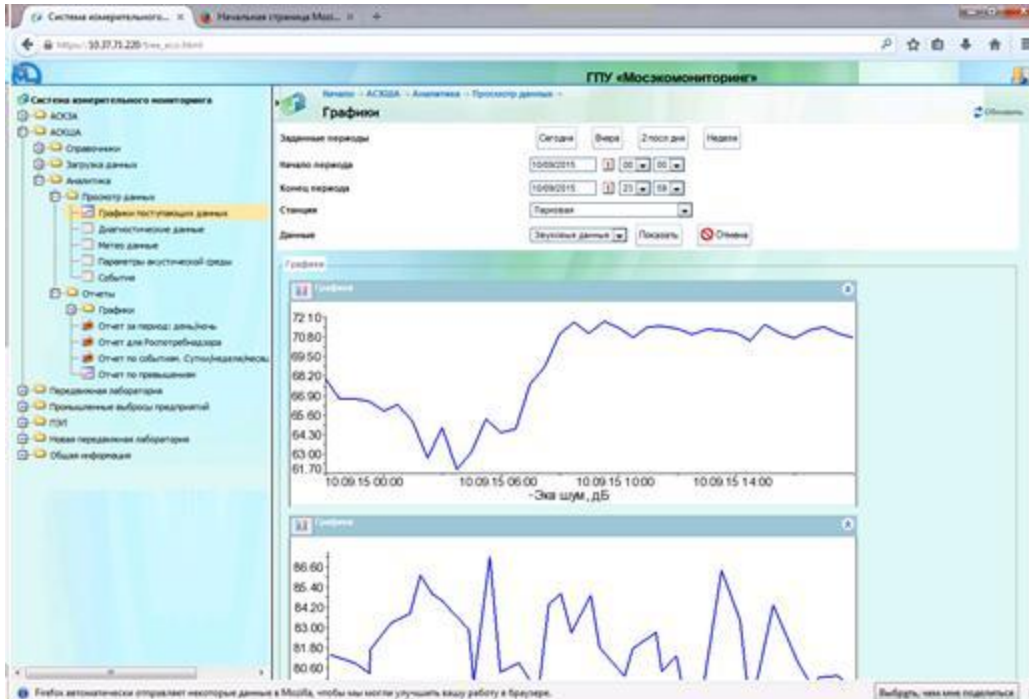 Система измерительного...
Начальная страница Mozi...
https://10.37.71.220
ГПУ «Мосэкомониторинг»
Система измерительного мониторинга
АСКЗА
АСКША
Справочники
Загрузка данных
Аналитика
Просмотр данных
Графики поступающих данных
Диагностические данные
Метео данные
Параметры акустической среды
События
Отчеты
Графики
Отчет за период: день/ночь
Отчет для Роспотребнадзора
Отчет по событиям. Сутки/неделя/месяц
Отчет по превышениям
Передвижная лаборатория
Промышленные выбросы предприятий
ПЭЛ
Новая передвижная лаборатория
Общая информация
Начало - АСКША - Аналитика - Просмотр данных -
Графики
Обновить
Заданные периоды
Сегодня Вчера 2 посл дня Неделя
Начало периода
10/09/2015 00 00
Конец периода
10/09/2015 23 59
Станция
Парковая
Данные
Звуковые данные Показать Отмена
Графики
Графики
72.10
70.80
69.50
68.20
66.90
65.60
64.30
63.00
61.70
10.09.15 00:00 10.09.15 06:00 10.09.15 10:00 10.09.15 14:00
-Экв шум, дБ
Графики
86.60
85.40
84.20
83.00
81.80
80.60
Firefox автоматически отправляет некоторые данные в Mozilla, чтобы мы могли улучшить вашу работу в браузере.
Выбрать, чем мне поделиться